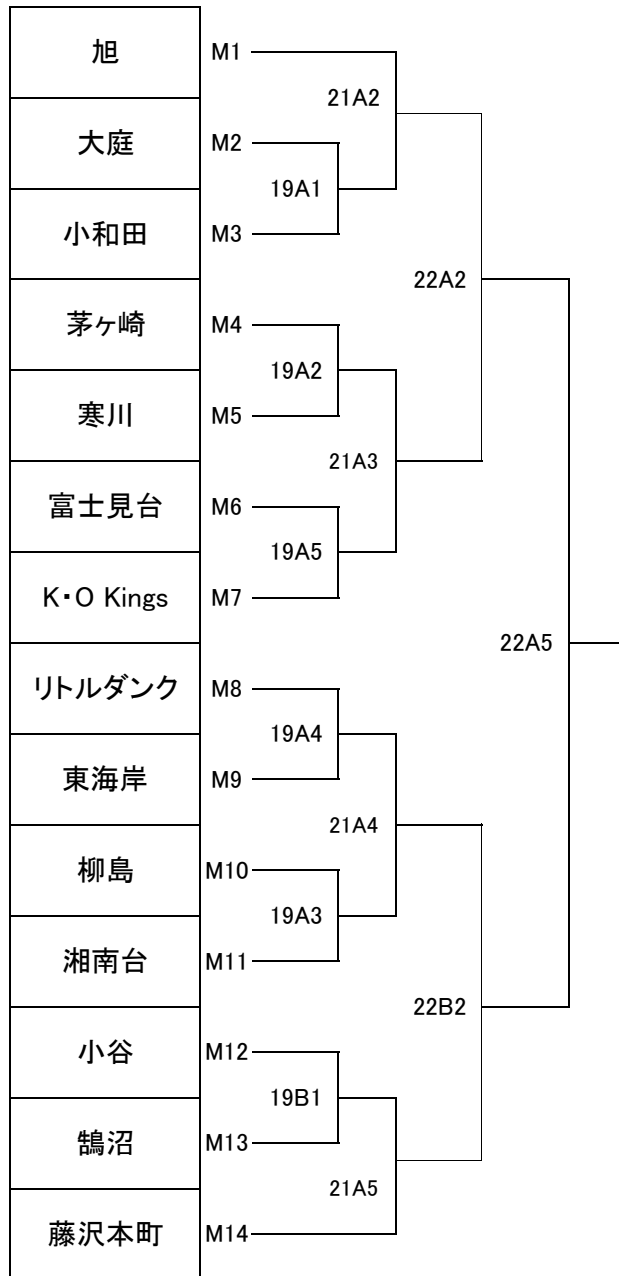 旭 M1
21A2
大庭 M2
19A1
小和田 M3
22A2
茅ヶ崎 M4
19A2
寒川 M5
21A3
富士見台 M6
19A5
K・O Kings M7
22A5
リトルダンク M8
19A4
東海岸 M9
21A4
柳島 M10
19A3
湘南台 M11
22B2
小谷 M12
19B1
鵠沼 M13
21A5
藤沢本町 M14